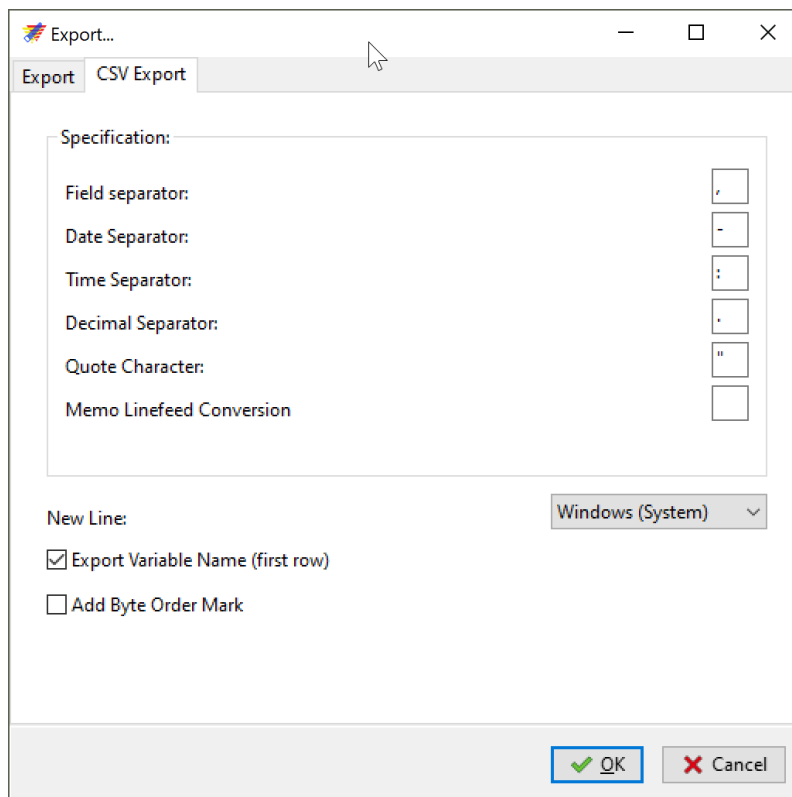 Export...
Export CSV Export
Specification:
Field separator: ,
Date Separator: -
Time Separator: :
Decimal Separator: .
Quote Character: "
Memo Linefeed Conversion
New Line: Windows (System)
Export Variable Name (first row)
Add Byte Order Mark
OK Cancel